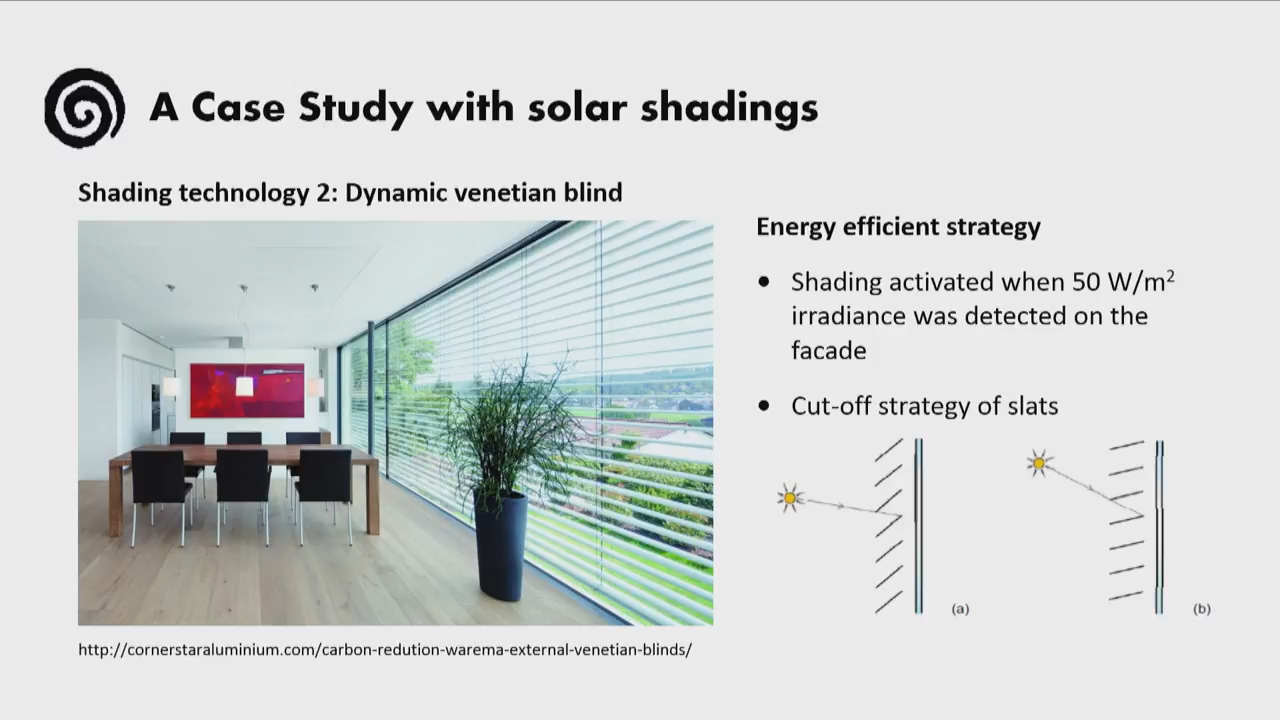 A Case Study with solar shadings
Shading technology 2: Dynamic venetian blind
Energy efficient strategy
• Shading activated when 50 W/m²
irradiance was detected on the
facade
• Cut-off strategy of slats
(a)
(b)
http://cornerstaraluminium.com/carbon-redution-warema-external-venetian-blinds/